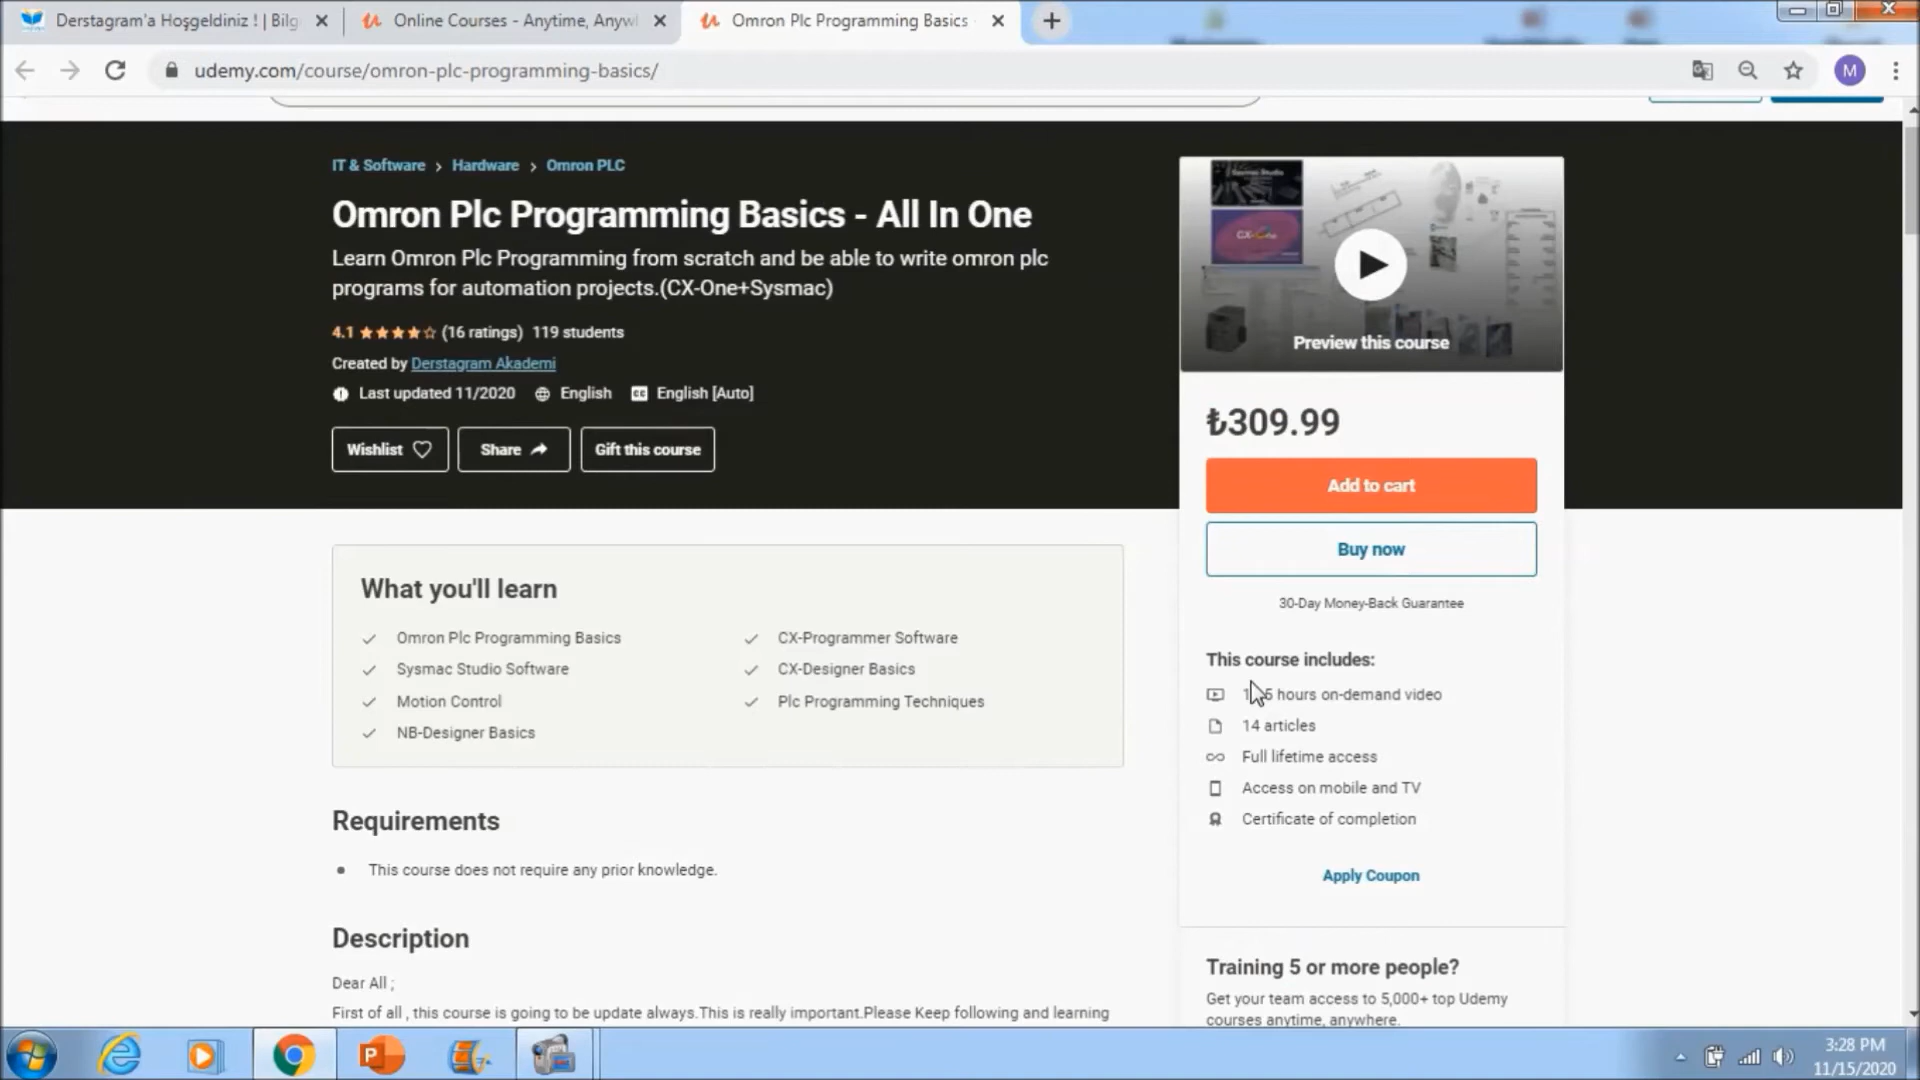 Derstagram'a Hoşgeldiniz ! | Bilg
Online Courses - Anytime, Anywh
Omron Plc Programming Basics
udemy.com/course/omron-plc-programming-basics/
M
IT & Software > Hardware > Omron PLC
Omron Plc Programming Basics - All In One
Learn Omron Plc Programming from scratch and be able to write omron plc
programs for automation projects.(CX-One+Sysmac)
4.1 (16 ratings) 119 students
Created by Derstagram Akademi
Last updated 11/2020 English CC English [Auto]
Wishlist
Share
Gift this course
Preview this course
₺309.99
Add to cart
Buy now
30-Day Money-Back Guarantee
This course includes:
hours on-demand video
14 articles
Full lifetime access
Access on mobile and TV
Certificate of completion
Apply Coupon
Training 5 or more people?
Get your team access to 5,000+ top Udemy
courses anytime, anywhere.
What you'll learn
Omron Plc Programming Basics
CX-Programmer Software
Sysmac Studio Software
CX-Designer Basics
Motion Control
Plc Programming Techniques
NB-Designer Basics
Requirements
This course does not require any prior knowledge.
Description
Dear All ;
First of all , this course is going to be update always.This is really important.Please Keep following and learning
3:28 PM
11/15/2020